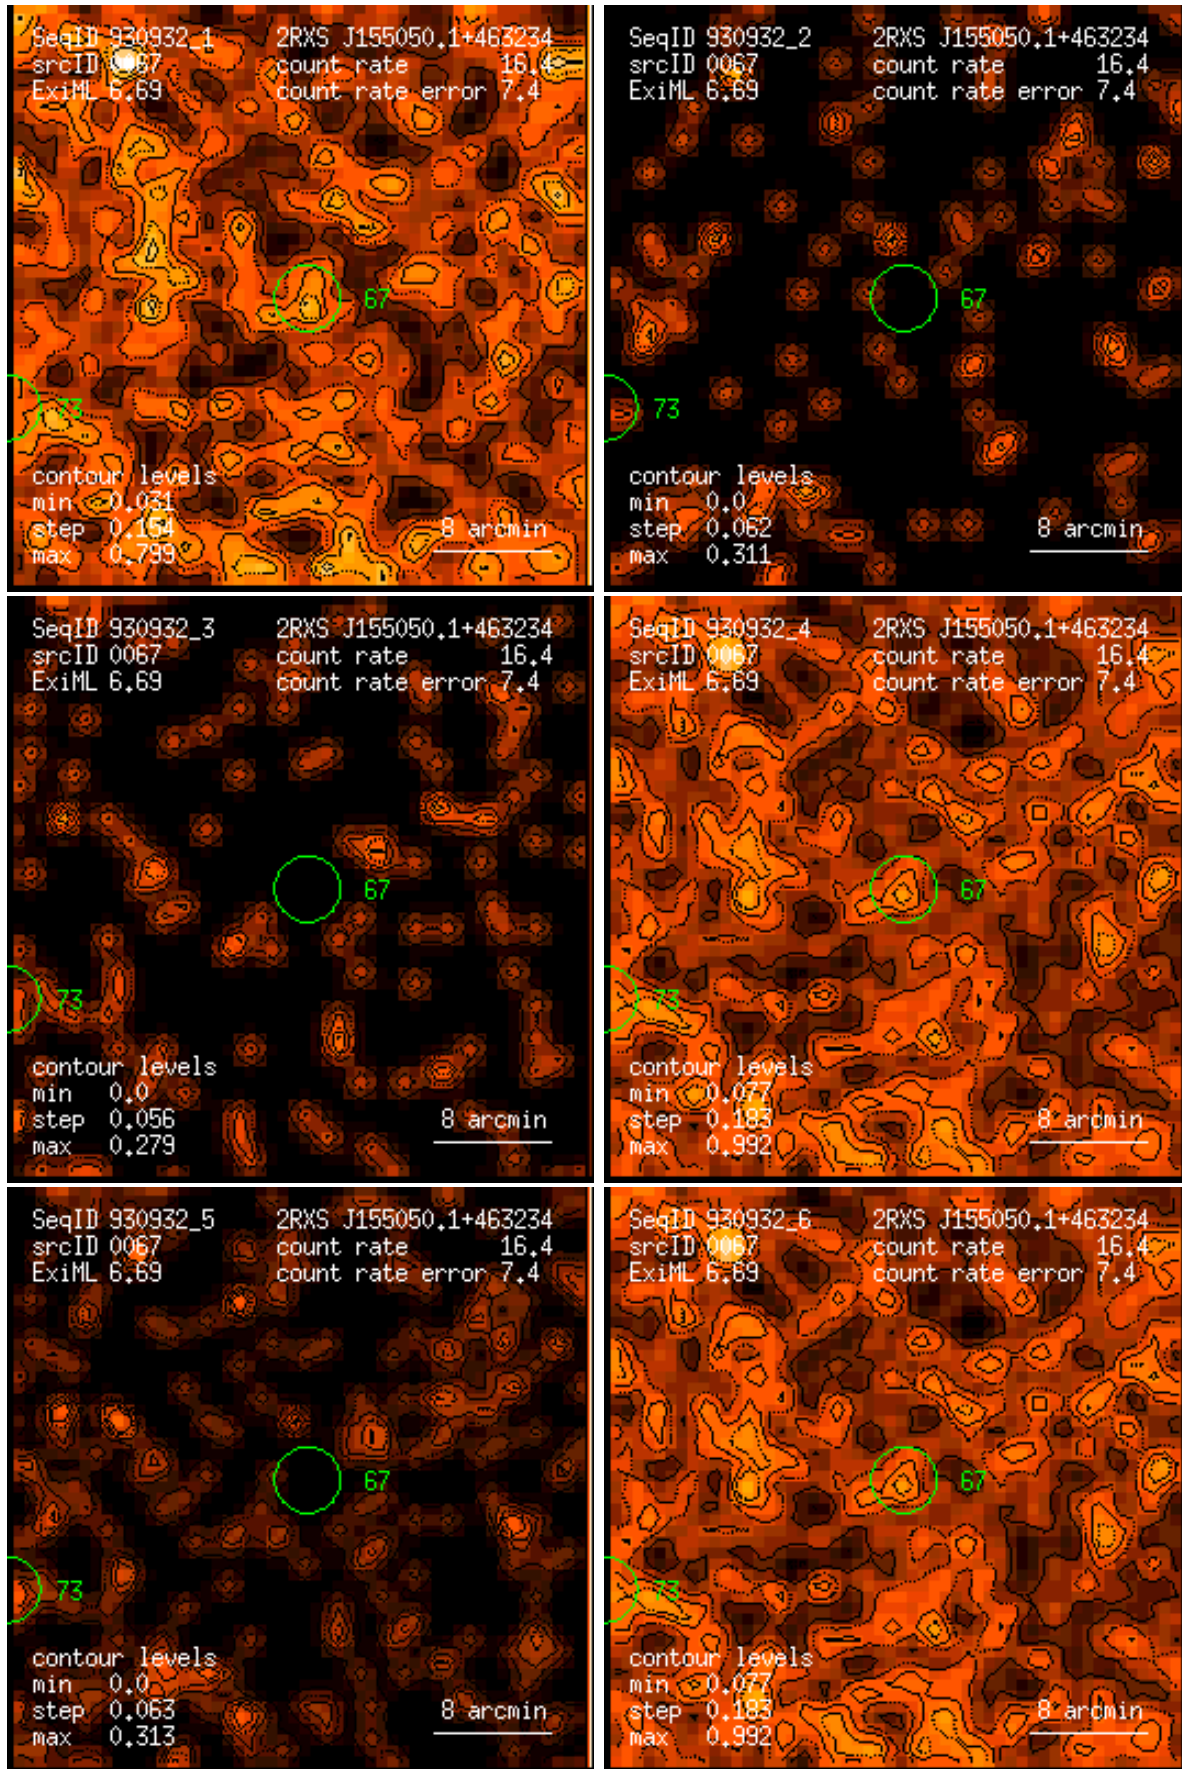 SeqID 930932_1 2RXS J155050.1+463234
srcID 0067 count rate 16.4
ExiML 6.69 count rate error 7.4
67
73
contour levels
min 0.031
step 0.154 8 arcmin
max 0.799
SeqID 930932_2 2RXS J155050.1+463234
srcID 0067 count rate 16.4
ExiML 6.69 count rate error 7.4
67
73
contour levels
min 0.0
step 0.062 8 arcmin
max 0.311
SeqID 930932_3 2RXS J155050.1+463234
srcID 0067 count rate 16.4
ExiML 6.69 count rate error 7.4
67
73
contour levels
min 0.0
step 0.056 8 arcmin
max 0.279
SeqID 930932_4 2RXS J155050.1+463234
srcID 0067 count rate 16.4
ExiML 6.69 count rate error 7.4
67
73
contour levels
min 0.077
step 0.183 8 arcmin
max 0.992
SeqID 930932_5 2RXS J155050.1+463234
srcID 0067 count rate 16.4
ExiML 6.69 count rate error 7.4
67
73
contour levels
min 0.0
step 0.063 8 arcmin
max 0.313
SeqID 930932_6 2RXS J155050.1+463234
srcID 0067 count rate 16.4
ExiML 6.69 count rate error 7.4
67
73
contour levels
min 0.077
step 0.183 8 arcmin
max 0.992